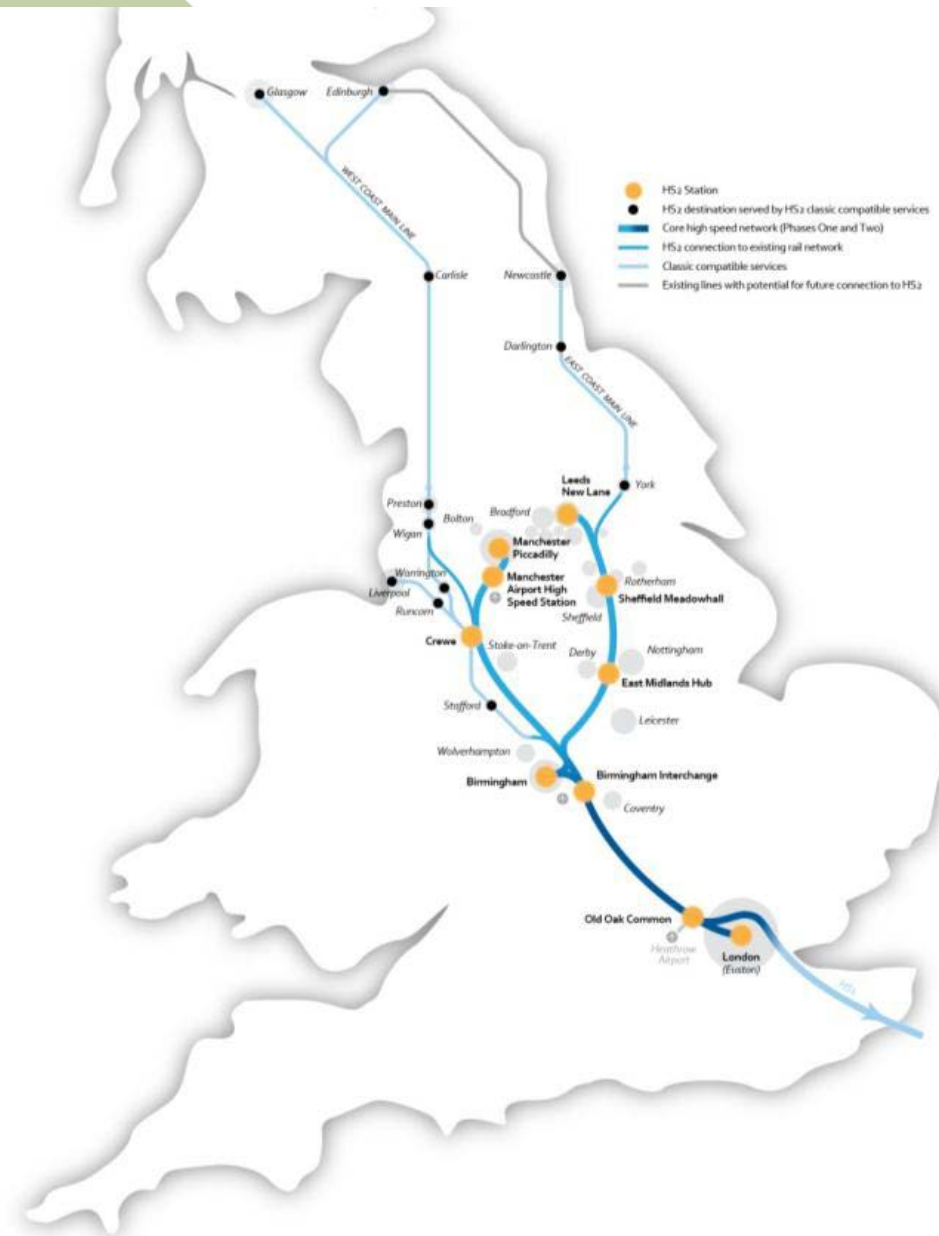 Glasgow
Edinburgh
WEST COAST MAIN LINE
HS2 Station
HS2 destination served by HS2 classic compatible services
Core high speed network (Phases One and Two)
HS2 connection to existing rail network
Classic compatible services
Existing lines with potential for future connection to HS2
Carlisle
Newcastle
Darlington
EAST COAST MAIN LINE
Leeds
New Lane
York
Preston
Bolton
Bradford
Wigan
Manchester
Piccadilly
Warrington
Liverpool
Runcorn
Manchester
Airport High
Speed Station
Rotherham
Sheffield Meadowhall
Sheffield
Crewe
Stoke-on-Trent
Derby
Nottingham
East Midlands Hub
Stafford
Leicester
Wolverhampton
Birmingham
Birmingham Interchange
Coventry
Old Oak Common
Heathrow
Airport
London
(Euston)
HS1